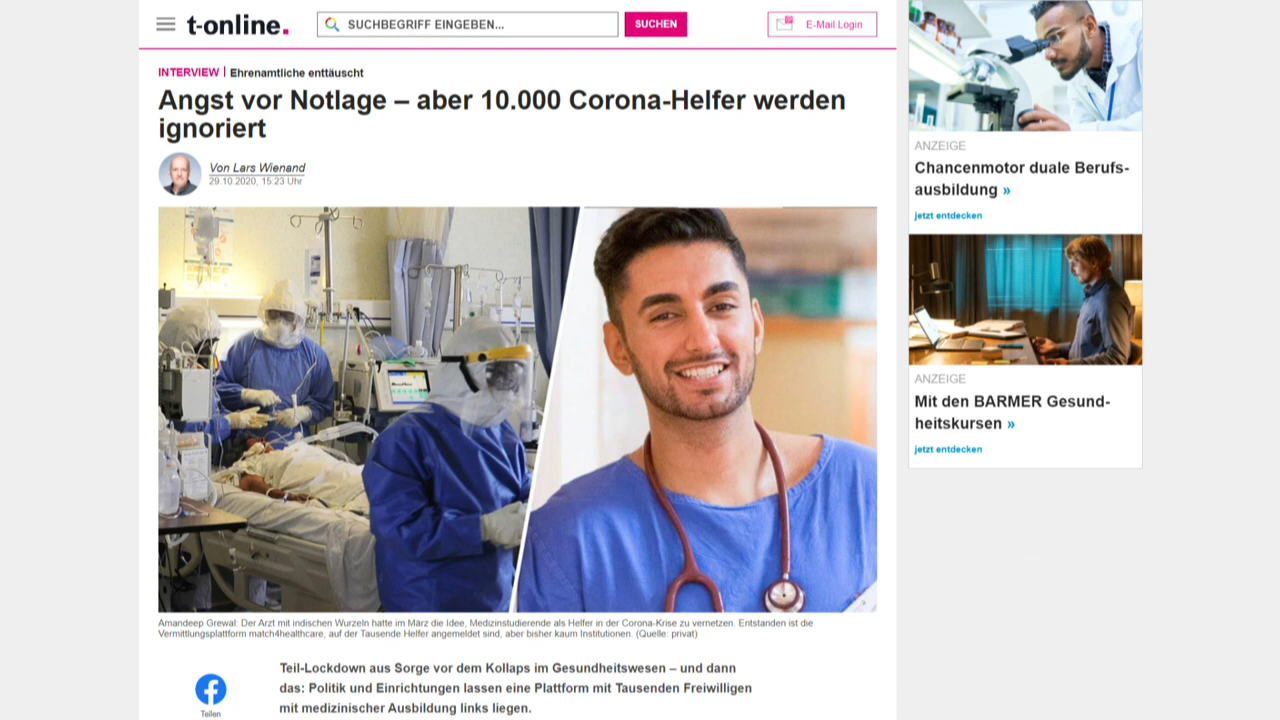 t-online.
SUCHBEGRIFF EINGEBEN...
SUCHEN
E-Mail Login
INTERVIEW | Ehrenamtliche enttäuscht
Angst vor Notlage – aber 10.000 Corona-Helfer werden
ignoriert
Von Lars Wienand
29.10.2020, 15:23 Uhr
Amandeep Grewal: Der Arzt mit indischen Wurzeln hatte im März die Idee, Medizinstudierende als Helfer in der Corona-Krise zu vernetzen. Entstanden ist die
Vermittlungsplattform match4healthcare, auf der Tausende Helfer angemeldet sind, aber bisher kaum Institutionen. (Quelle: privat)
Teilen
Teil-Lockdown aus Sorge vor dem Kollaps im Gesundheitswesen – und dann
das: Politik und Einrichtungen lassen eine Plattform mit Tausenden Freiwilligen
mit medizinischer Ausbildung links liegen.
ANZEIGE
Chancenmotor duale Berufs-
ausbildung »
jetzt entdecken
ANZEIGE
Mit den BARMER Gesund-
heitskursen »
jetzt entdecken